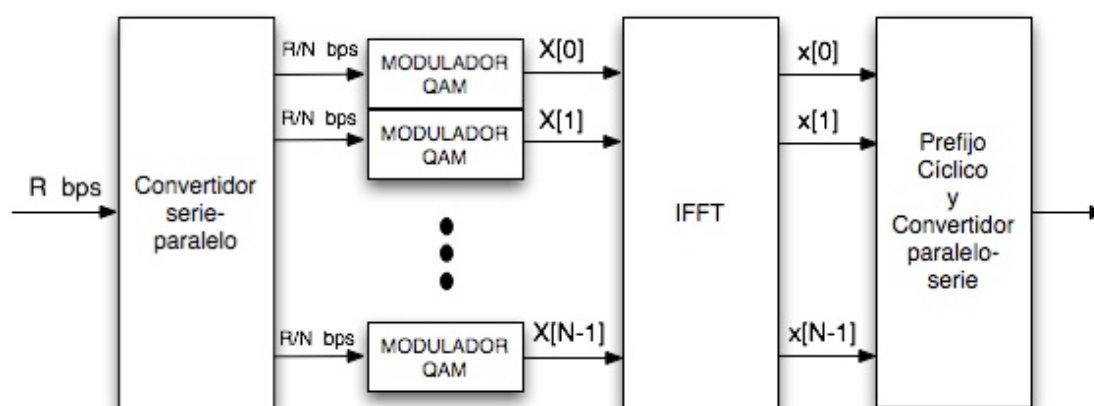 R bps
Convertidor
serie-
paralelo
R/N bps
MODULADOR
QAM
X[0]
R/N bps
MODULADOR
QAM
X[1]
R/N bps
MODULADOR
QAM
X[N-1]
IFFT
x[0]
x[1]
x[N-1]
Prefijo
Cíclico
y
Convertidor
paralelo-
serie